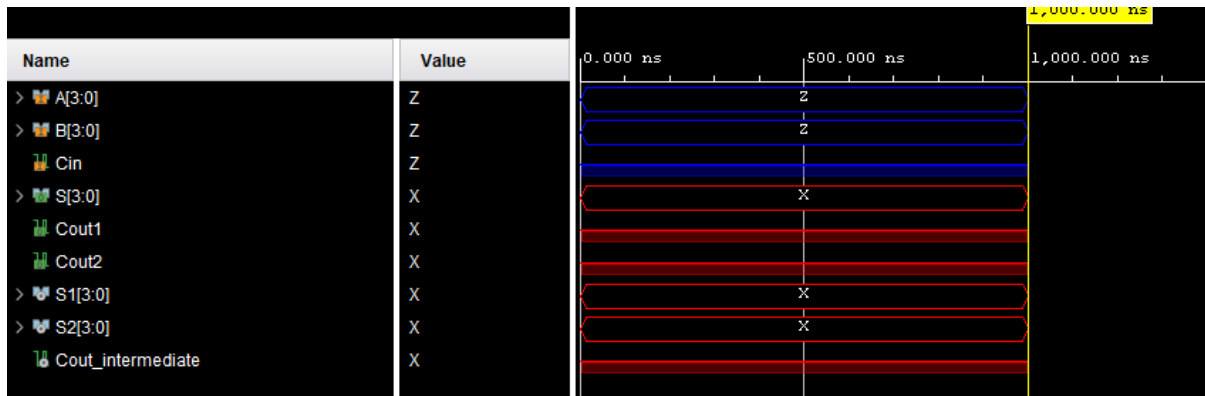 1,000.000 ns
Name Value 0.000 ns 500.000 ns 1,000.000 ns
A[3:0] Z Z
B[3:0] Z Z
Cin Z
S[3:0] X X
Cout1 X
Cout2 X
S1[3:0] X X
S2[3:0] X X
Cout_intermediate X